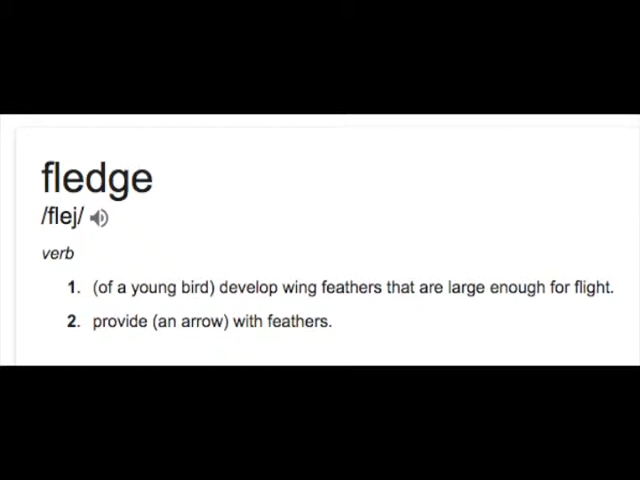 fledge
/flej/
verb
1. (of a young bird) develop wing feathers that are large enough for flight.
2. provide (an arrow) with feathers.